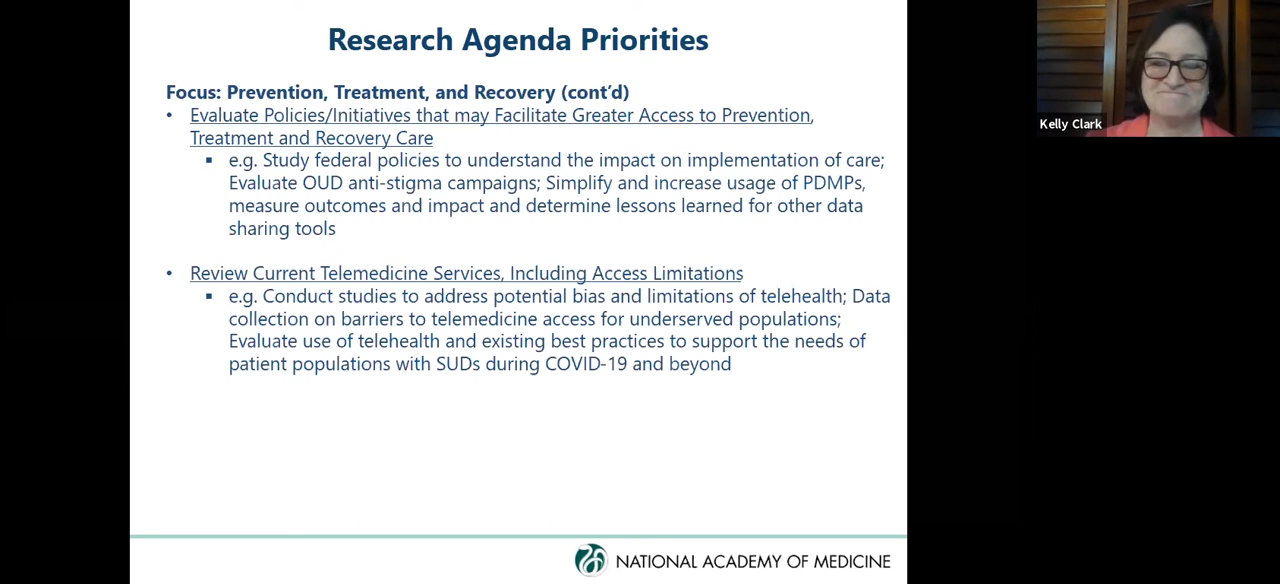 Research Agenda Priorities
Focus: Prevention, Treatment, and Recovery (cont'd)
• Evaluate Policies/Initiatives that may Facilitate Greater Access to Prevention,
Treatment and Recovery Care
▪ e.g. Study federal policies to understand the impact on implementation of care;
Evaluate OUD anti-stigma campaigns; Simplify and increase usage of PDMPs,
measure outcomes and impact and determine lessons learned for other data
sharing tools
• Review Current Telemedicine Services, Including Access Limitations
▪ e.g. Conduct studies to address potential bias and limitations of telehealth; Data
collection on barriers to telemedicine access for underserved populations;
Evaluate use of telehealth and existing best practices to support the needs of
patient populations with SUDs during COVID-19 and beyond
NATIONAL ACADEMY OF MEDICINE
Kelly Clark